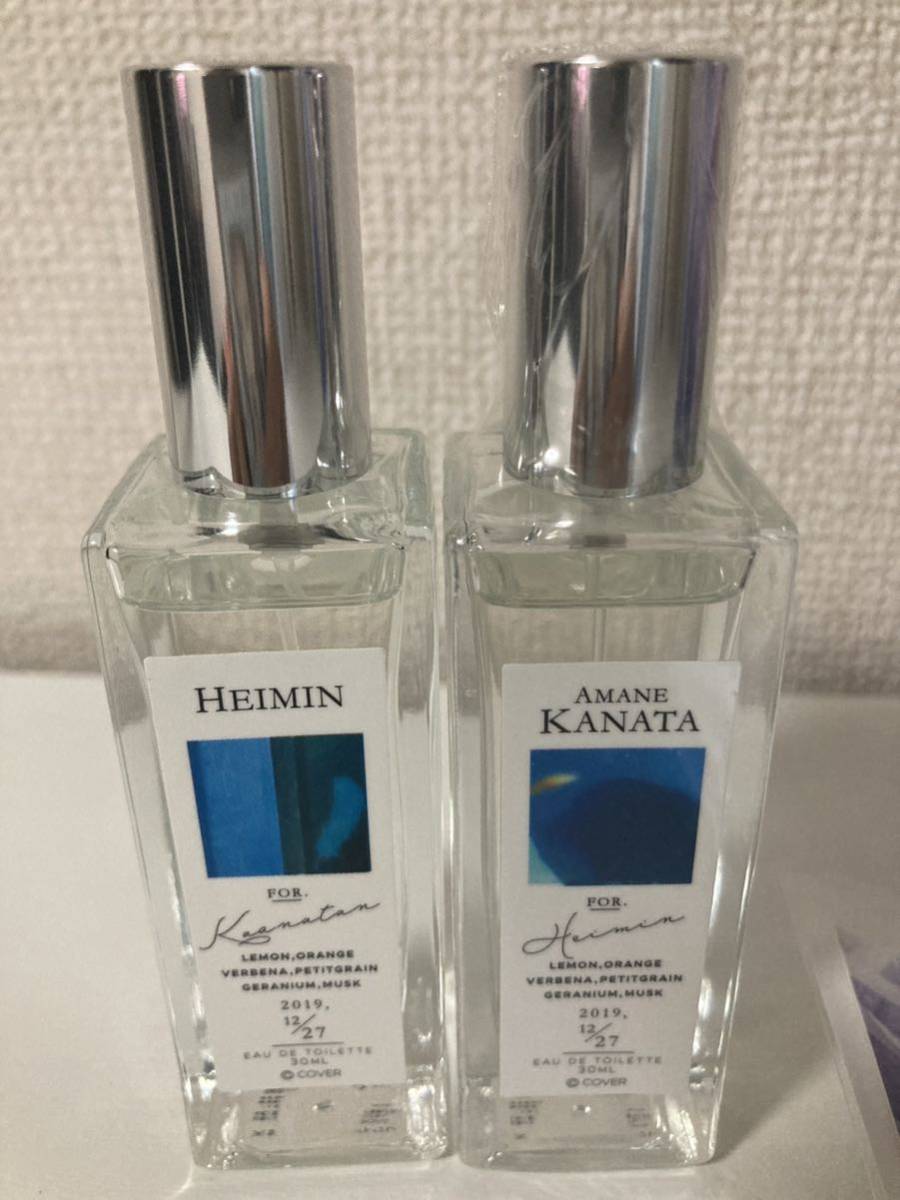 HEIMIN
FOR.
Kaanatan
LEMON,ORANGE
VERBENA,PETITGRAIN
GERANIUM,MUSK
2019,
12/27
EAU DE TOILETTE
30ML
© COVER
AMANE
KANATA
FOR.
Heimin
LEMON,ORANGE
VERBENA,PETITGRAIN
GERANIUM,MUSK
2019,
12/27
EAU DE TOILETTE
30ML
© COVER